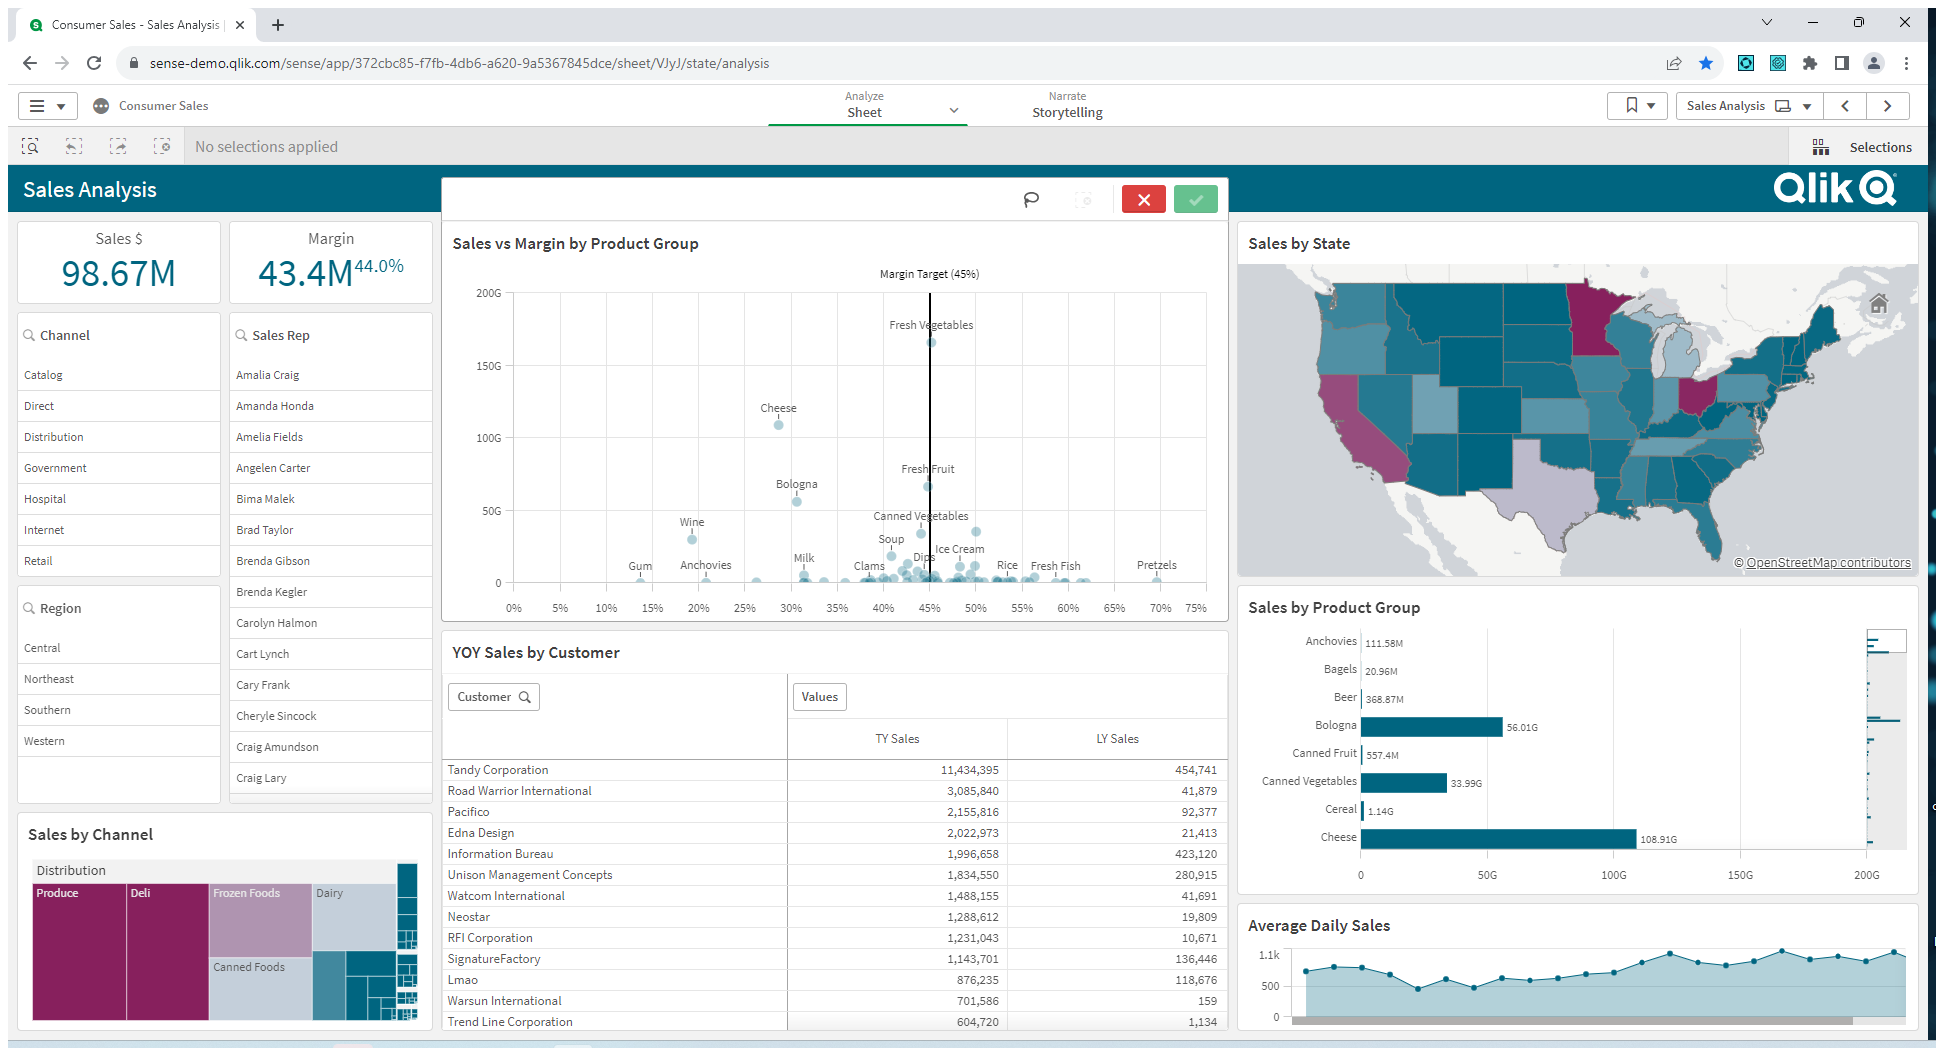 Consumer Sales - Sales Analysis
sense-demo.qlik.com/sense/app/372cbc85-f7fb-4db6-a620-9a5367845dce/sheet/VJyJ/state/analysis
Consumer Sales
Analyze
Sheet
Narrate
Storytelling
Sales Analysis
No selections applied
Selections
Sales Analysis
Qlik
Sales $
98.67M
Margin
43.4M 44.0%
Channel
Catalog
Direct
Distribution
Government
Hospital
Internet
Retail
Region
Central
Northeast
Southern
Western
Sales Rep
Amalia Craig
Amanda Honda
Amelia Fields
Angelen Carter
Bima Malek
Brad Taylor
Brenda Gibson
Brenda Kegler
Carolyn Halmon
Cart Lynch
Cary Frank
Cheryle Sincock
Craig Amundson
Craig Lary
Sales by Channel
Distribution
Produce
Deli
Frozen Foods
Dairy
Canned Foods
Sales vs Margin by Product Group
Margin Target (45%)
200G
Fresh Vegetables
150G
Cheese
100G
Fresh Fruit
Bologna
50G
Canned Vegetables
Wine
Soup
Ice Cream
Dips
Milk
Gum
Anchovies
Clams
Rice
Fresh Fish
Pretzels
0
0% 5% 10% 15% 20% 25% 30% 35% 40% 45% 50% 55% 60% 65% 70% 75%
YOY Sales by Customer
Customer
Values
TY Sales LY Sales
Tandy Corporation 11,434,395 454,741
Road Warrior International 3,085,840 41,879
Pacifico 2,155,816 92,377
Edna Design 2,022,973 21,413
Information Bureau 1,996,658 423,120
Unison Management Concepts 1,834,550 280,915
Watcom International 1,488,155 41,691
Neostar 1,288,612 19,809
RFI Corporation 1,231,043 10,671
SignatureFactory 1,143,701 136,446
Lmao 876,235 118,676
Warsun International 701,586 159
Trend Line Corporation 604,720 1,134
Sales by State
© OpenStreetMap contributors
Sales by Product Group
Anchovies 111.58M
Bagels 20.96M
Beer 368.87M
Bologna 56.01G
Canned Fruit 557.4M
Canned Vegetables 33.99G
Cereal 1.14G
Cheese 108.91G
0 50G 100G 150G 200G
Average Daily Sales
1.1k
500
0